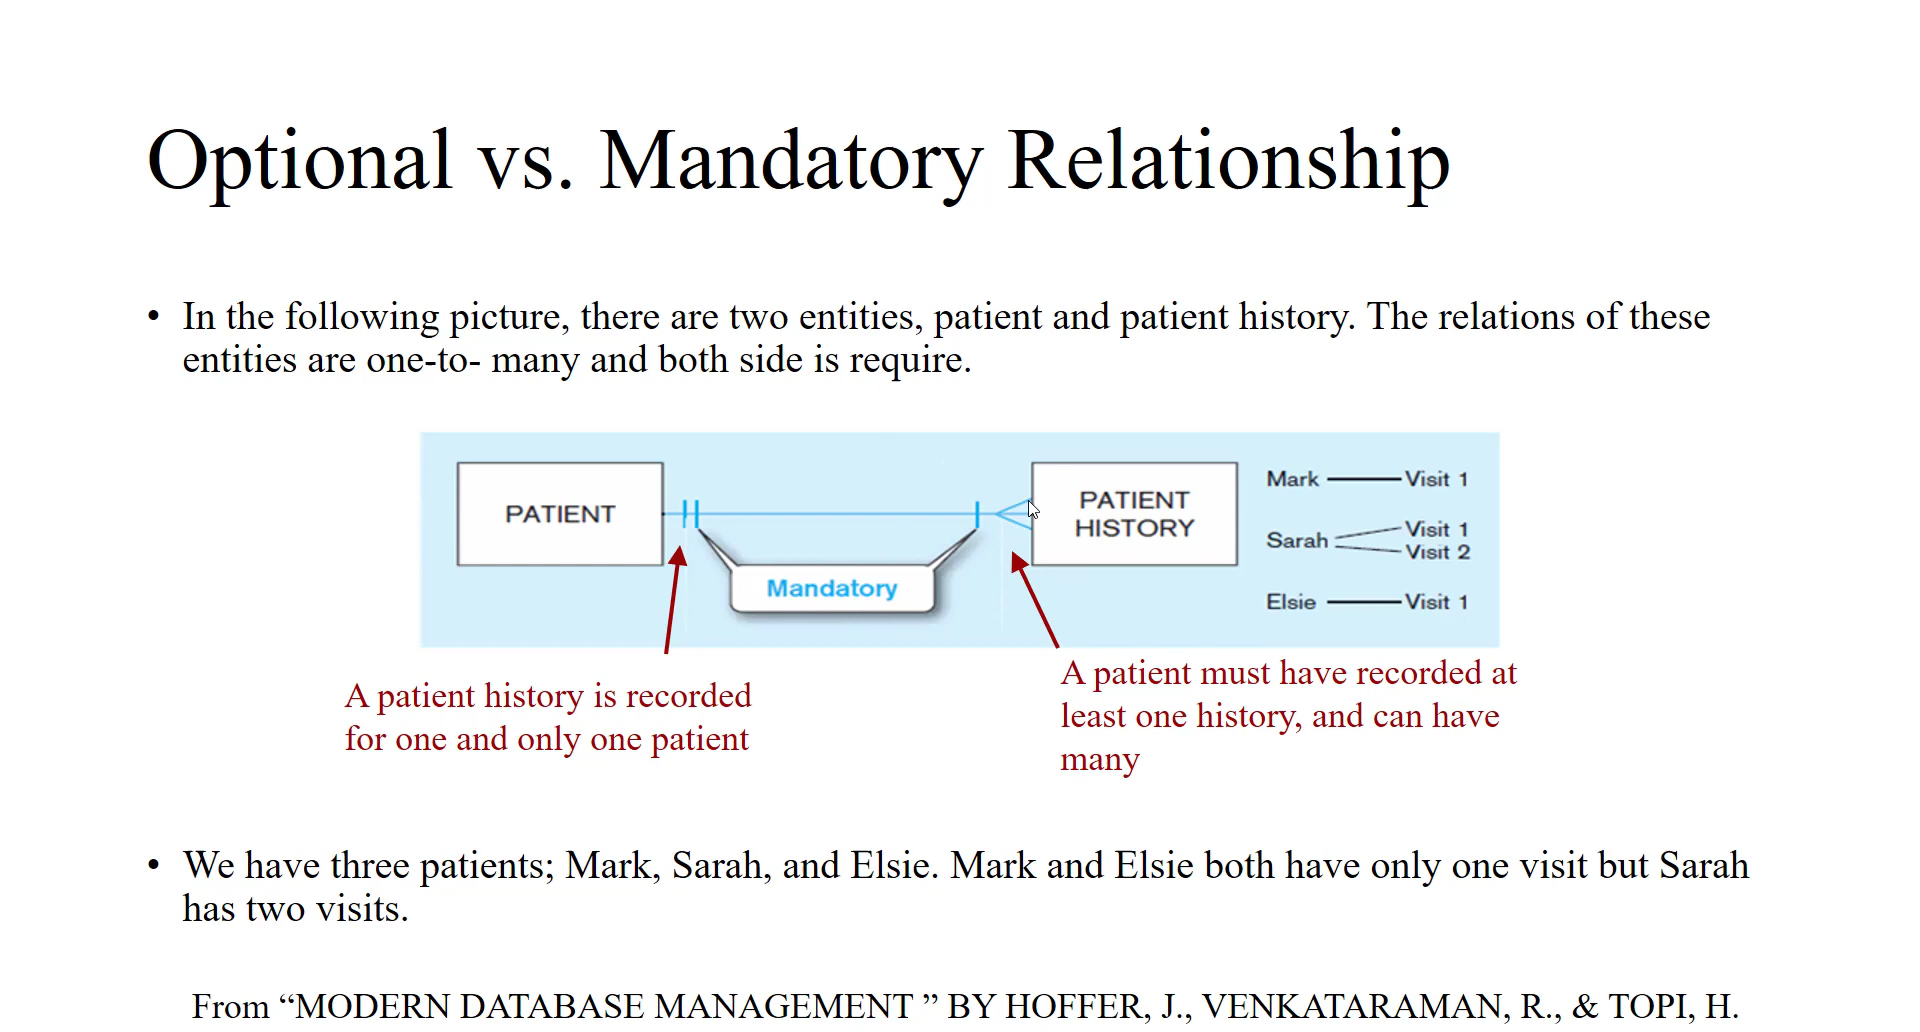 Optional vs. Mandatory Relationship
• In the following picture, there are two entities, patient and patient history. The relations of these
entities are one-to- many and both side is require.
PATIENT
Mandatory
PATIENT
HISTORY
Mark Visit 1
Sarah Visit 1
Visit 2
Elsie Visit 1
A patient history is recorded
for one and only one patient
A patient must have recorded at
least one history, and can have
many
• We have three patients; Mark, Sarah, and Elsie. Mark and Elsie both have only one visit but Sarah
has two visits.
From “MODERN DATABASE MANAGEMENT ” BY HOFFER, J., VENKATARAMAN, R., & TOPI, H.